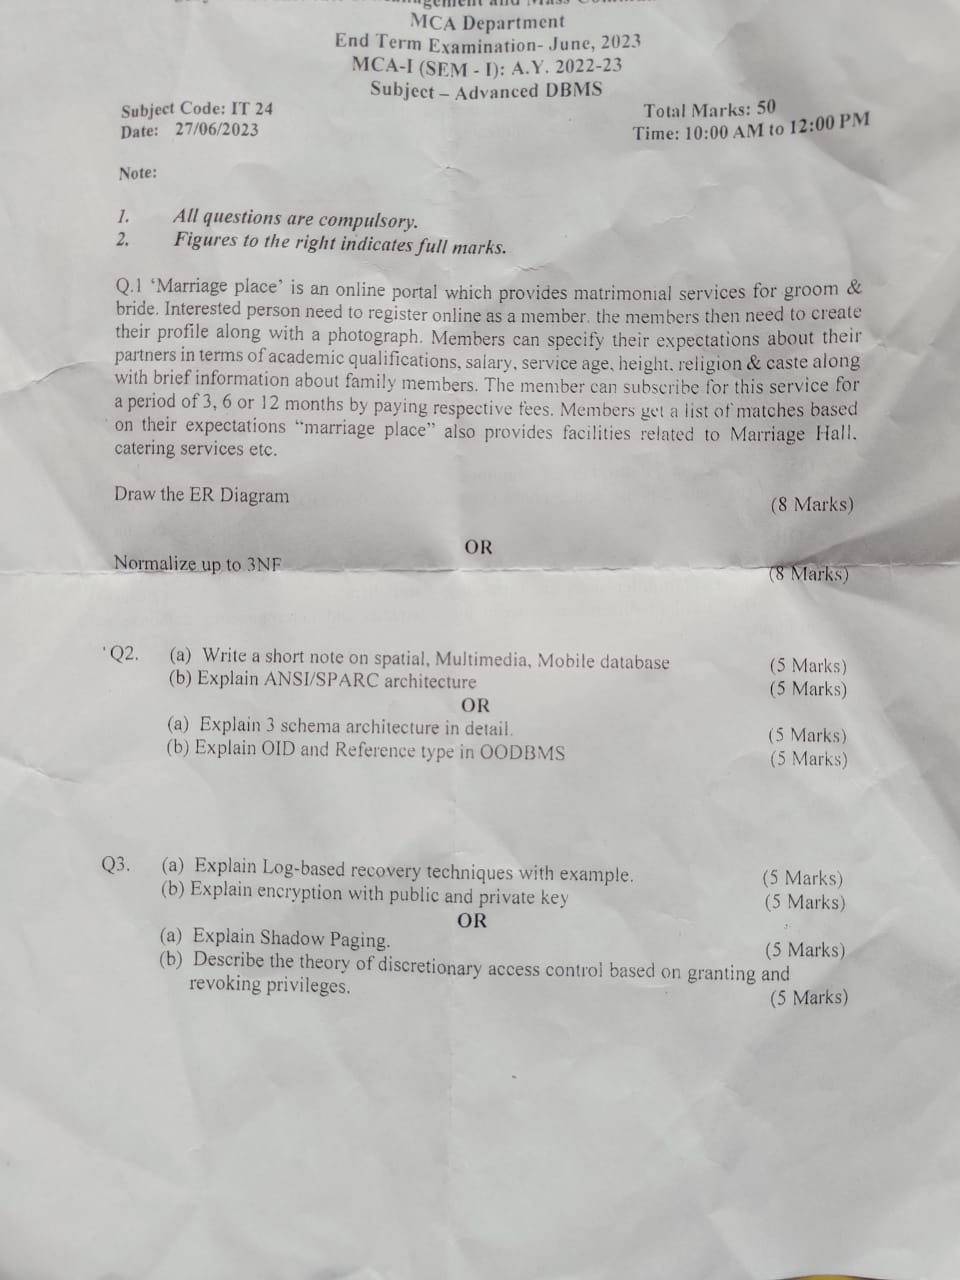 MCA Department
End Term Examination- June, 2023
MCA-I (SEM - I): A.Y. 2022-23
Subject – Advanced DBMS
Subject Code: IT 24 Total Marks: 50
Date: 27/06/2023 Time: 10:00 AM to 12:00 PM
Note:
1. All questions are compulsory.
2. Figures to the right indicates full marks.
Q.1 ‘Marriage place’ is an online portal which provides matrimonial services for groom &
bride. Interested person need to register online as a member. the members then need to create
their profile along with a photograph. Members can specify their expectations about their
partners in terms of academic qualifications, salary, service age, height. religion & caste along
with brief information about family members. The member can subscribe for this service for
a period of 3, 6 or 12 months by paying respective fees. Members get a list of matches based
on their expectations “marriage place” also provides facilities related to Marriage Hall.
catering services etc.
Draw the ER Diagram (8 Marks)
OR
Normalize up to 3NF (8 Marks)
Q2. (a) Write a short note on spatial, Multimedia, Mobile database (5 Marks)
(b) Explain ANSI/SPARC architecture (5 Marks)
OR
(a) Explain 3 schema architecture in detail. (5 Marks)
(b) Explain OID and Reference type in OODBMS (5 Marks)
Q3. (a) Explain Log-based recovery techniques with example. (5 Marks)
(b) Explain encryption with public and private key (5 Marks)
OR
(a) Explain Shadow Paging. (5 Marks)
(b) Describe the theory of discretionary access control based on granting and
revoking privileges. (5 Marks)